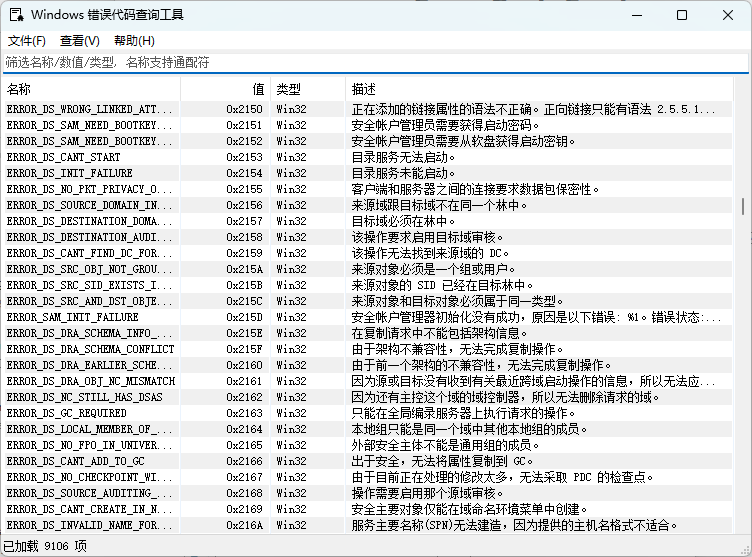 Windows 错误代码查询工具
文件(F) 查看(V) 帮助(H)
筛选名称/数值/类型, 名称支持通配符
名称 值 类型 描述
ERROR_DS_WRONG_LINKED_ATT... 0x2150 Win32 正在添加的链接属性的语法不正确。正向链接只能有语法 2.5.5.1...
ERROR_DS_SAM_NEED_BOOTKEY... 0x2151 Win32 安全帐户管理员需要获得启动密码。
ERROR_DS_SAM_NEED_BOOTKEY... 0x2152 Win32 安全帐户管理员需要从软盘获得启动密钥。
ERROR_DS_CANT_START 0x2153 Win32 目录服务无法启动。
ERROR_DS_INIT_FAILURE 0x2154 Win32 目录服务未能启动。
ERROR_DS_NO_PKT_PRIVACY_O... 0x2155 Win32 客户端和服务器之间的连接要求数据包保密性。
ERROR_DS_SOURCE_DOMAIN_IN... 0x2156 Win32 来源域跟目标域不在同一个林中。
ERROR_DS_DESTINATION_DOMA... 0x2157 Win32 目标域必须在林中。
ERROR_DS_DESTINATION_AUDI... 0x2158 Win32 该操作要求启用目标域审核。
ERROR_DS_CANT_FIND_DC_FOR... 0x2159 Win32 该操作无法找到来源域的 DC。
ERROR_DS_SRC_OBJ_NOT_GROU... 0x215A Win32 来源对象必须是一个组或用户。
ERROR_DS_SRC_SID_EXISTS_I... 0x215B Win32 来源对象的 SID 已经在目标林中。
ERROR_DS_SRC_AND_DST_OBJE... 0x215C Win32 来源对象和目标对象必须属于同一类型。
ERROR_SAM_INIT_FAILURE 0x215D Win32 安全帐户管理器初始化没有成功，原因是以下错误: %1。错误状态:...
ERROR_DS_DRA_SCHEMA_INFO_... 0x215E Win32 在复制请求中不能包括架构信息。
ERROR_DS_DRA_SCHEMA_CONFLICT 0x215F Win32 由于架构不兼容性，无法完成复制操作。
ERROR_DS_DRA_EARLIER_SCHE... 0x2160 Win32 由于前一个架构的不兼容性，无法完成复制操作。
ERROR_DS_DRA_OBJ_NC_MISMATCH 0x2161 Win32 因为源或目标没有收到有关最近跨域启动操作的信息，所以无法应...
ERROR_DS_NC_STILL_HAS_DSAS 0x2162 Win32 因为还有主控这个域的域控制器，所以无法删除请求的域。
ERROR_DS_GC_REQUIRED 0x2163 Win32 只能在全局编录服务器上执行请求的操作。
ERROR_DS_LOCAL_MEMBER_OF_... 0x2164 Win32 本地组只能是同一个域中其他本地组的成员。
ERROR_DS_NO_FPO_IN_UNIVER... 0x2165 Win32 外部安全主体不能是通用组的成员。
ERROR_DS_CANT_ADD_TO_GC 0x2166 Win32 出于安全，无法将属性复制到 GC。
ERROR_DS_NO_CHECKPOINT_WI... 0x2167 Win32 由于目前正在处理的修改太多，无法采取 PDC 的检查点。
ERROR_DS_SOURCE_AUDITING_... 0x2168 Win32 操作需要启用那个源域审核。
ERROR_DS_CANT_CREATE_IN_N... 0x2169 Win32 安全主要对象仅能在域命名环境菜单中创建。
ERROR_DS_INVALID_NAME_FOR... 0x216A Win32 服务主要名称(SPN)无法建造，因为提供的主机名格式不适合。
已加载 9106 项